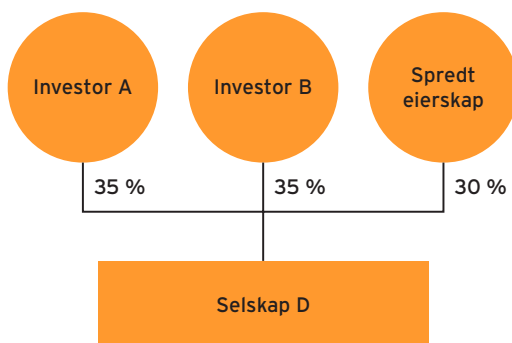 Investor A
Investor B
Spredt
eierskap
35 %
35 %
30 %
Selskap D